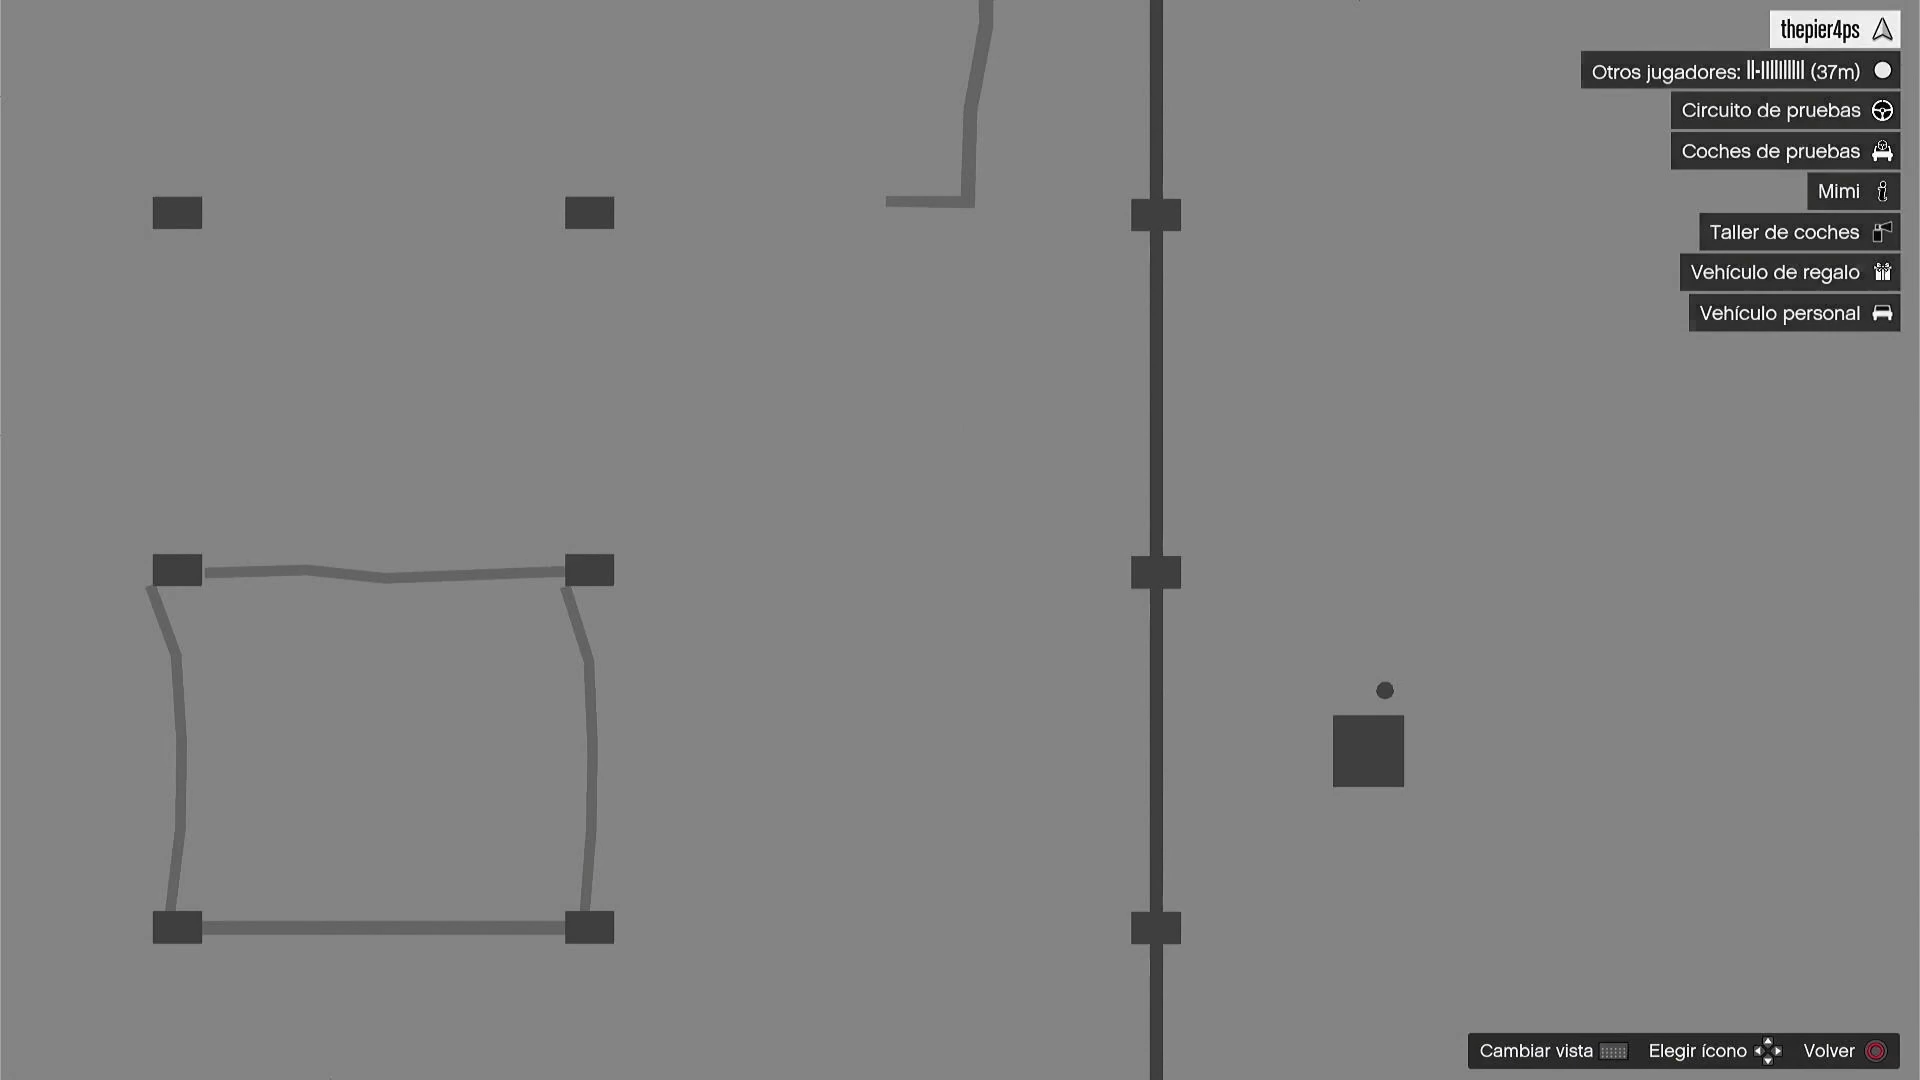 thepier4ps
Otros jugadores: ||-||||||||| (37m)
Circuito de pruebas
Coches de pruebas
Mimi
Taller de coches
Vehículo de regalo
Vehículo personal
Cambiar vista
Elegir ícono
Volver